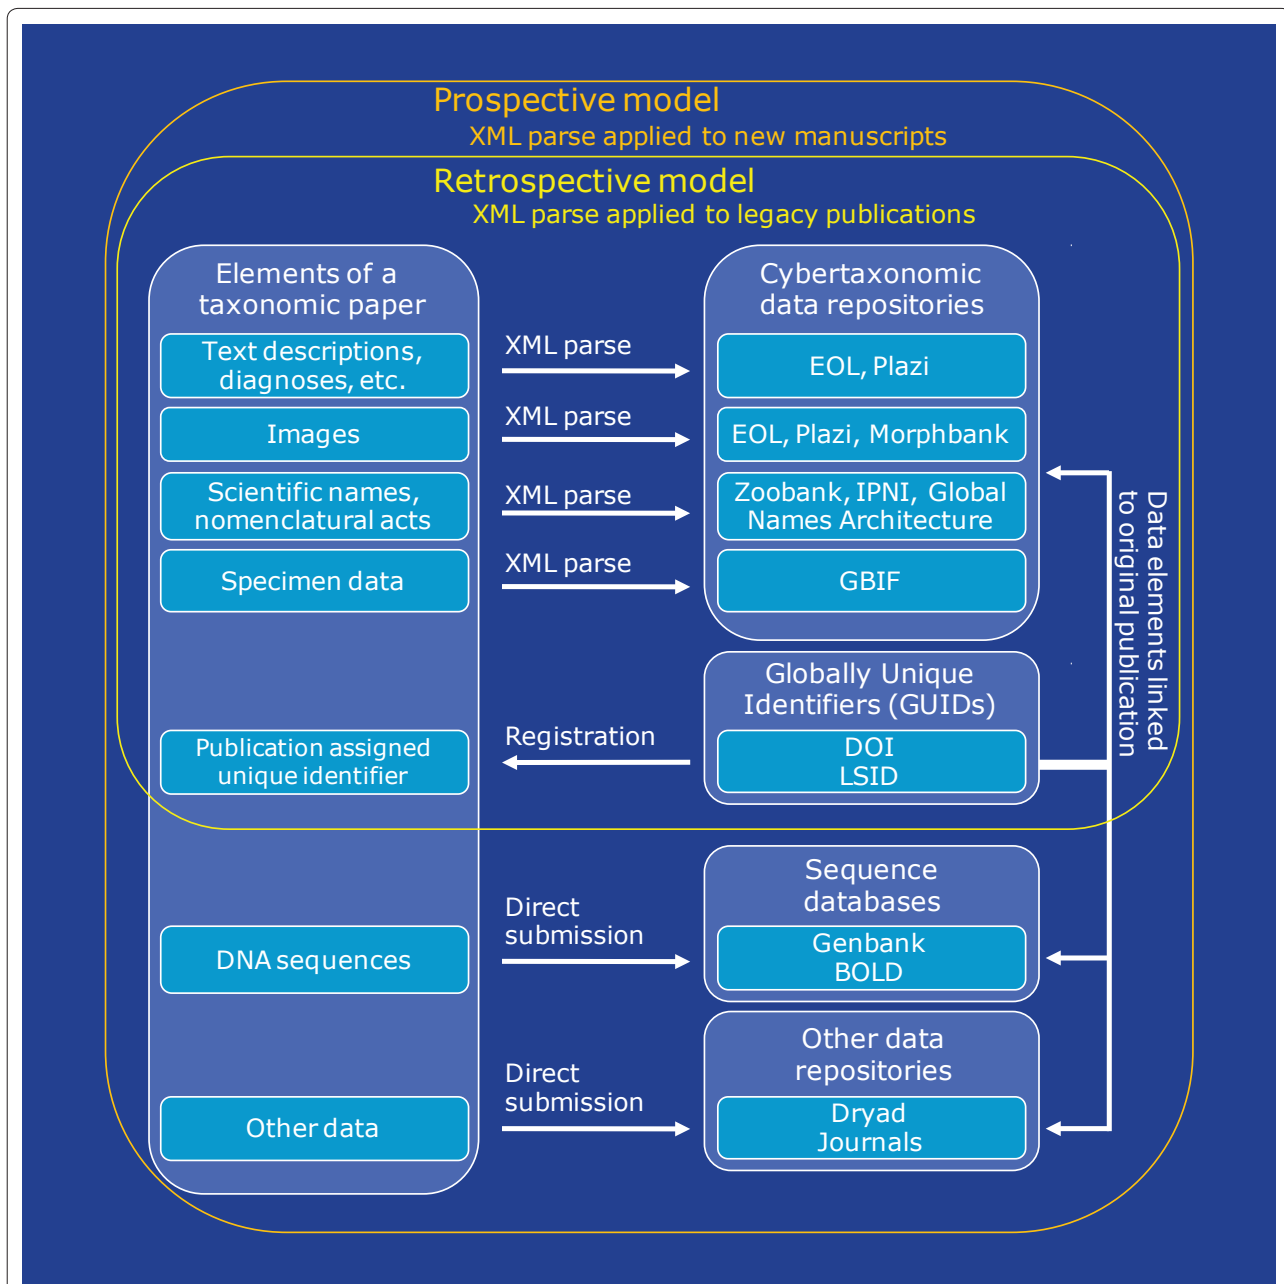 Prospective model
XML parse applied to new manuscripts
Retrospective model
XML parse applied to legacy publications
Elements of a
taxonomic paper
Cybertaxonomic
data repositories
Text descriptions,
diagnoses, etc.
XML parse
EOL, Plazi
Images
XML parse
EOL, Plazi, Morphbank
Scientific names,
nomenclatural acts
XML parse
Zoobank, IPNI, Global
Names Architecture
Specimen data
XML parse
GBIF
Data elements linked
to original publication
Globally Unique
Identifiers (GUIDs)
Publication assigned
unique identifier
Registration
DOI
LSID
Sequence
databases
DNA sequences
Direct
submission
Genbank
BOLD
Other data
repositories
Other data
Direct
submission
Dryad
Journals